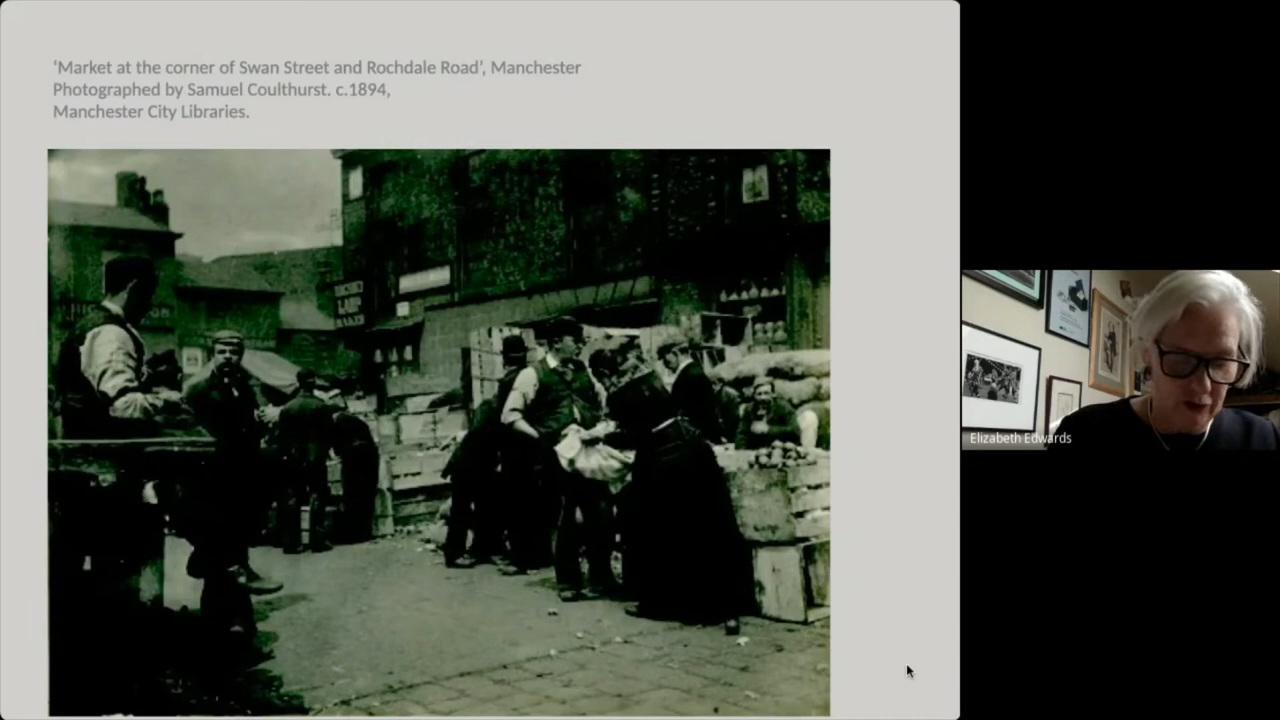 ‘Market at the corner of Swan Street and Rochdale Road’, Manchester
Photographed by Samuel Coulthurst. c.1894,
Manchester City Libraries.
Elizabeth Edwards